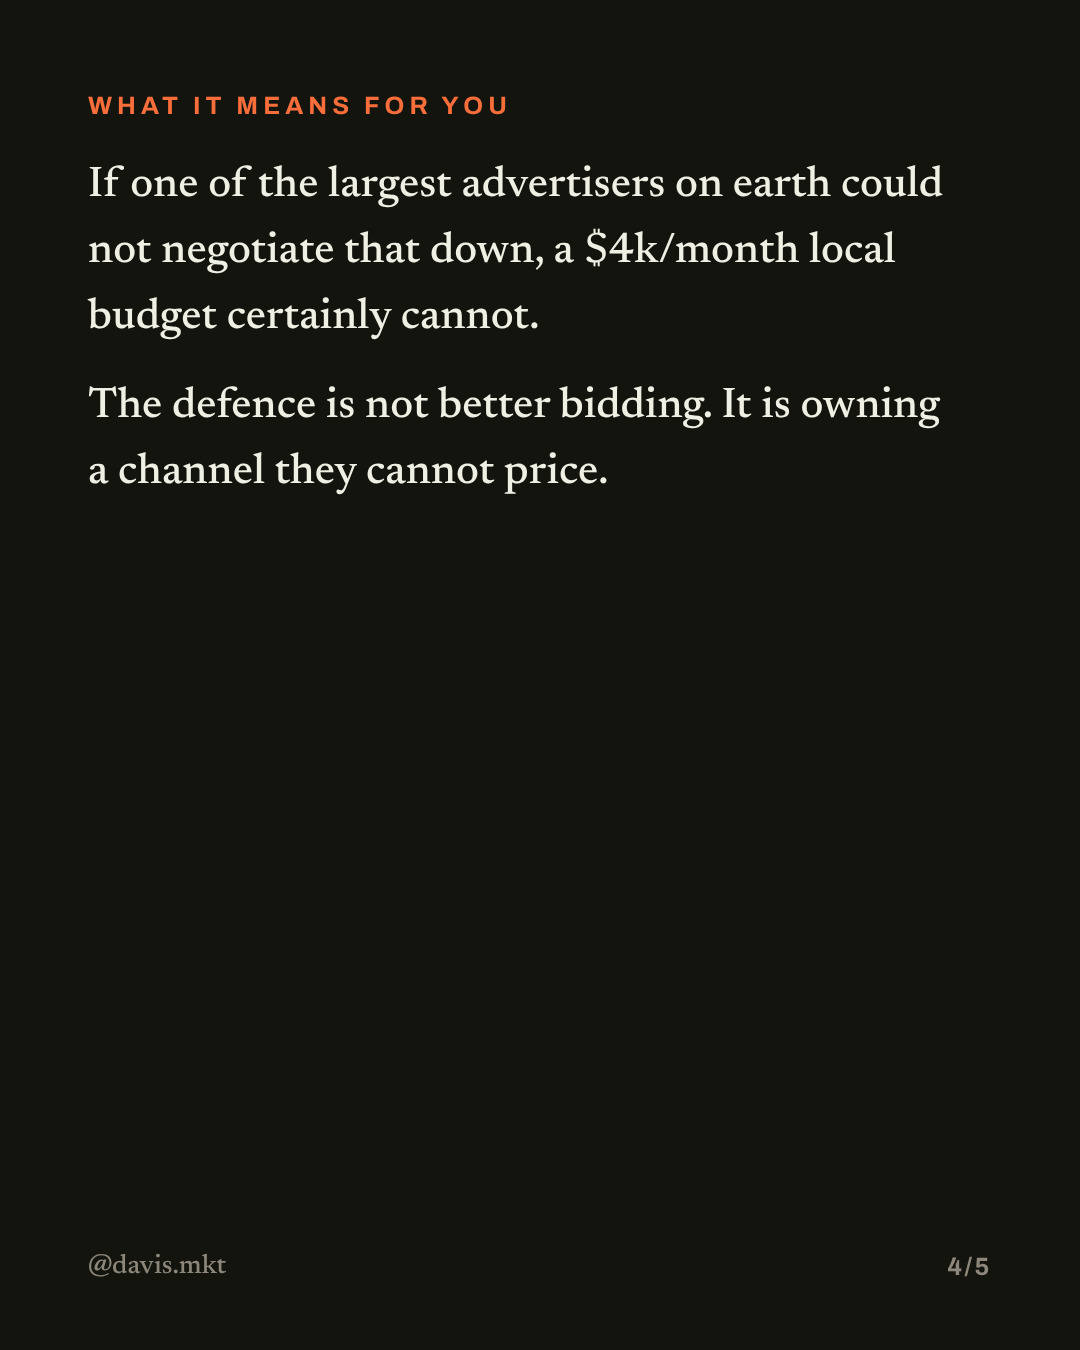 WHAT IT MEANS FOR YOU
If one of the largest advertisers on earth could
not negotiate that down, a $4k/month local
budget certainly cannot.
The defence is not better bidding. It is owning
a channel they cannot price.
@davis.mkt
4/5